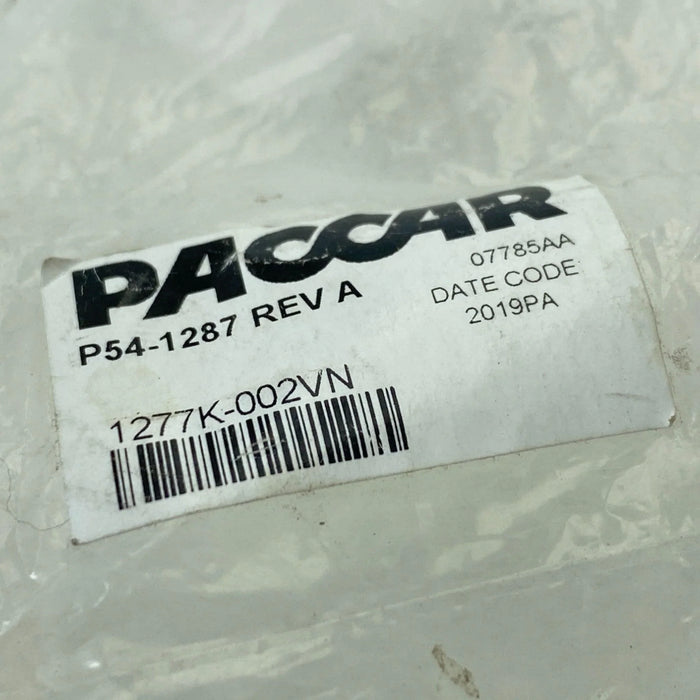 PACCAR
07785AA
P54-1287 REV A
DATE CODE
2019PA
1277K-002VN